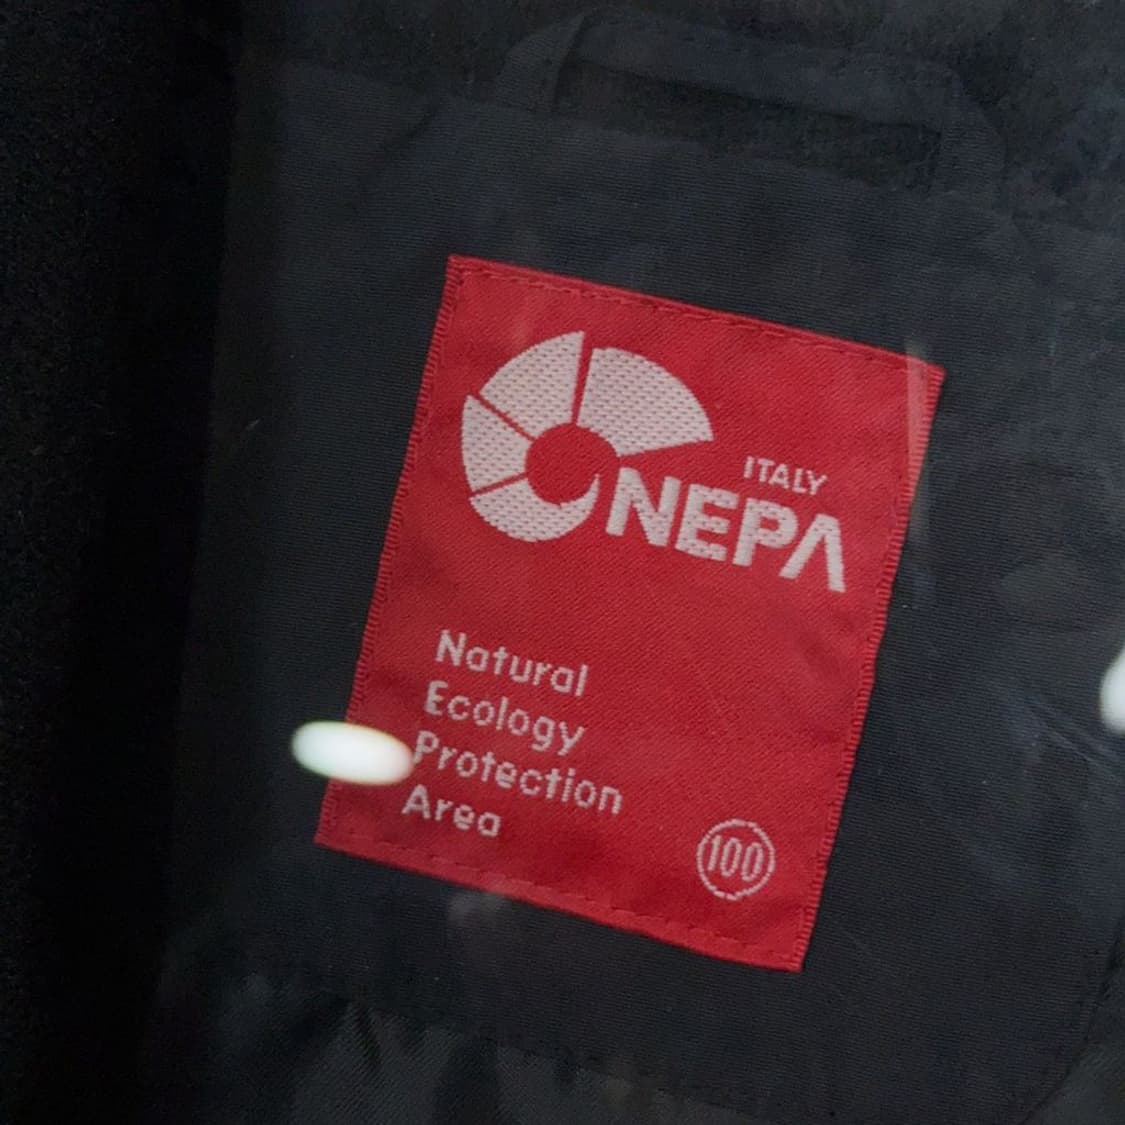 ITALY
NEPA
Natural
Ecology
Protection
Area
100